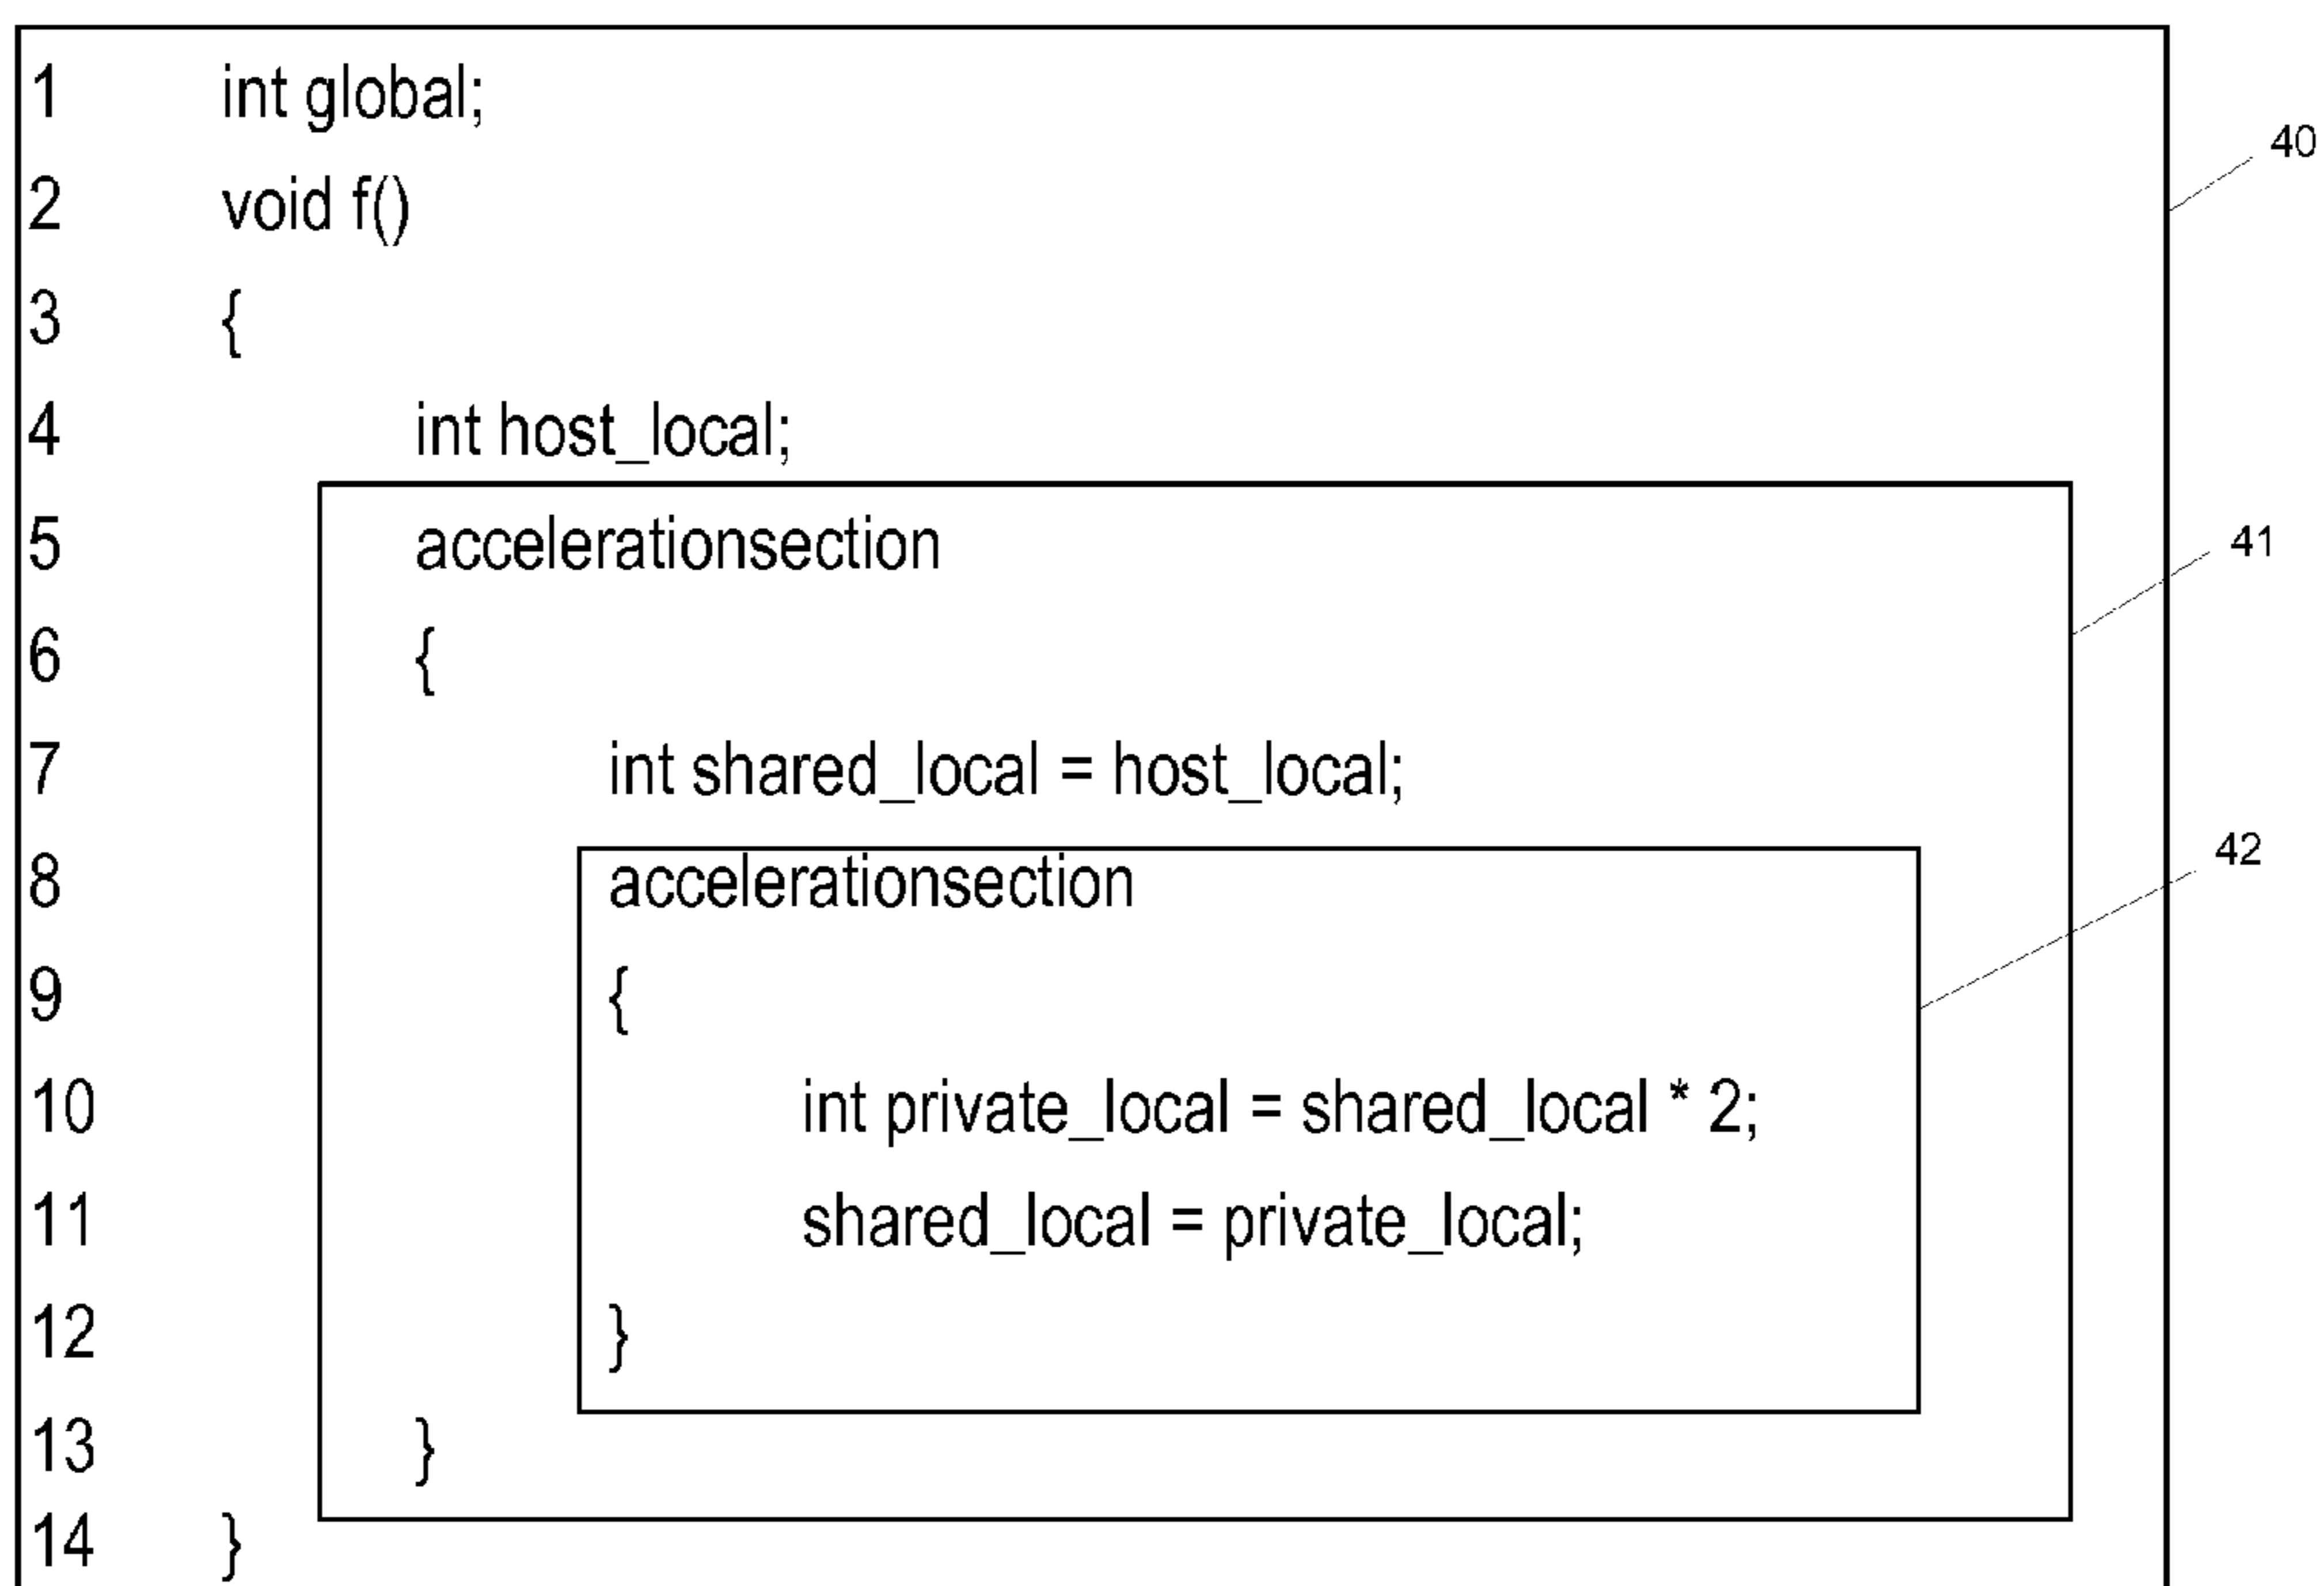 1 int global;
40
2 void f()
3 {
4 int host_local;
5 accelerationsection
41
6 {
7 int shared_local = host_local;
8 accelerationsection
42
9 {
10 int private_local = shared_local * 2;
11 shared_local = private_local;
12 }
13 }
14 }